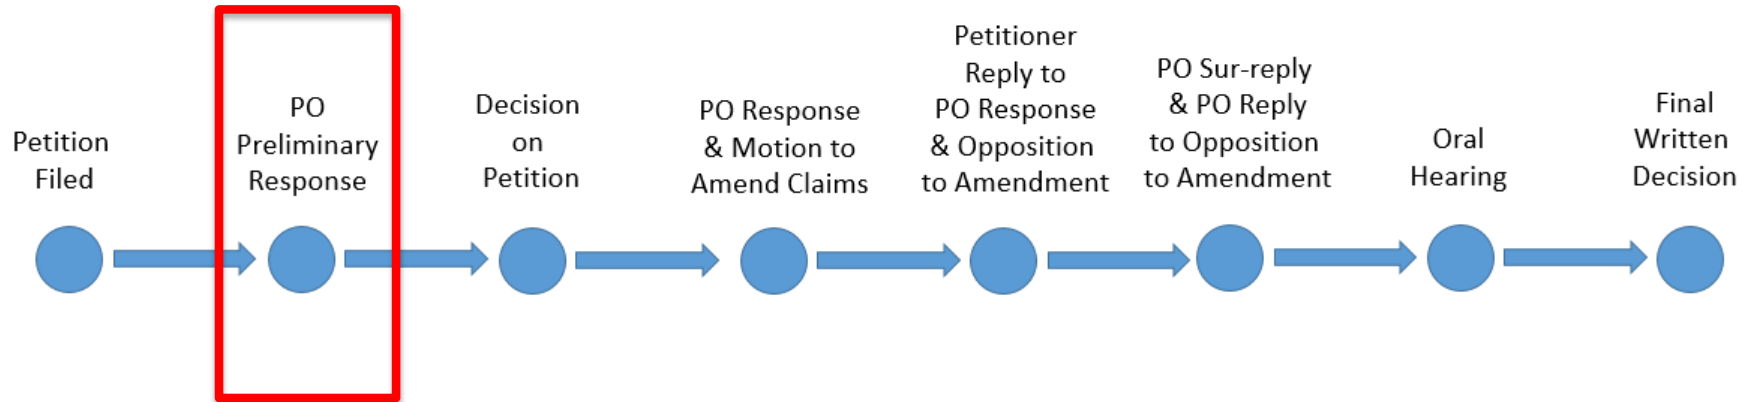 Petition
Filed
PO
Preliminary
Response
Decision
on
Petition
PO Response
& Motion to
Amend Claims
Petitioner
Reply to
PO Response
& Opposition
to Amendment
PO Sur-reply
& PO Reply
to Opposition
to Amendment
Oral
Hearing
Final
Written
Decision